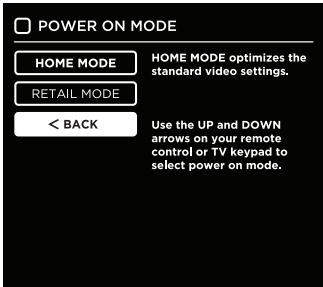 POWER ON MODE
HOME MODE
HOME MODE optimizes the
standard video settings.
RETAIL MODE
< BACK
Use the UP and DOWN
arrows on your remote
control or TV keypad to
select power on mode.